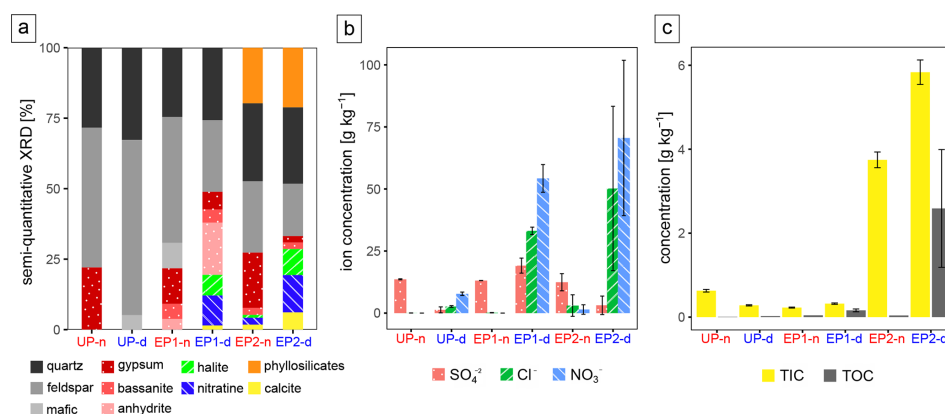 a
semi-quantitative XRD [%]
100
75
50
25
0
UP-n UP-d EP1-n EP1-d EP2-n EP2-d
quartz gypsum halite phyllosilicates
feldspar bassanite nitratine calcite
mafic anhydrite
b
ion concentration [g kg⁻¹]
100
75
50
25
0
UP-n UP-d EP1-n EP1-d EP2-n EP2-d
SO₄⁻² Cl⁻ NO₃⁻
c
concentration [g kg⁻¹]
6
4
2
0
UP-n UP-d EP1-n EP1-d EP2-n EP2-d
TIC TOC